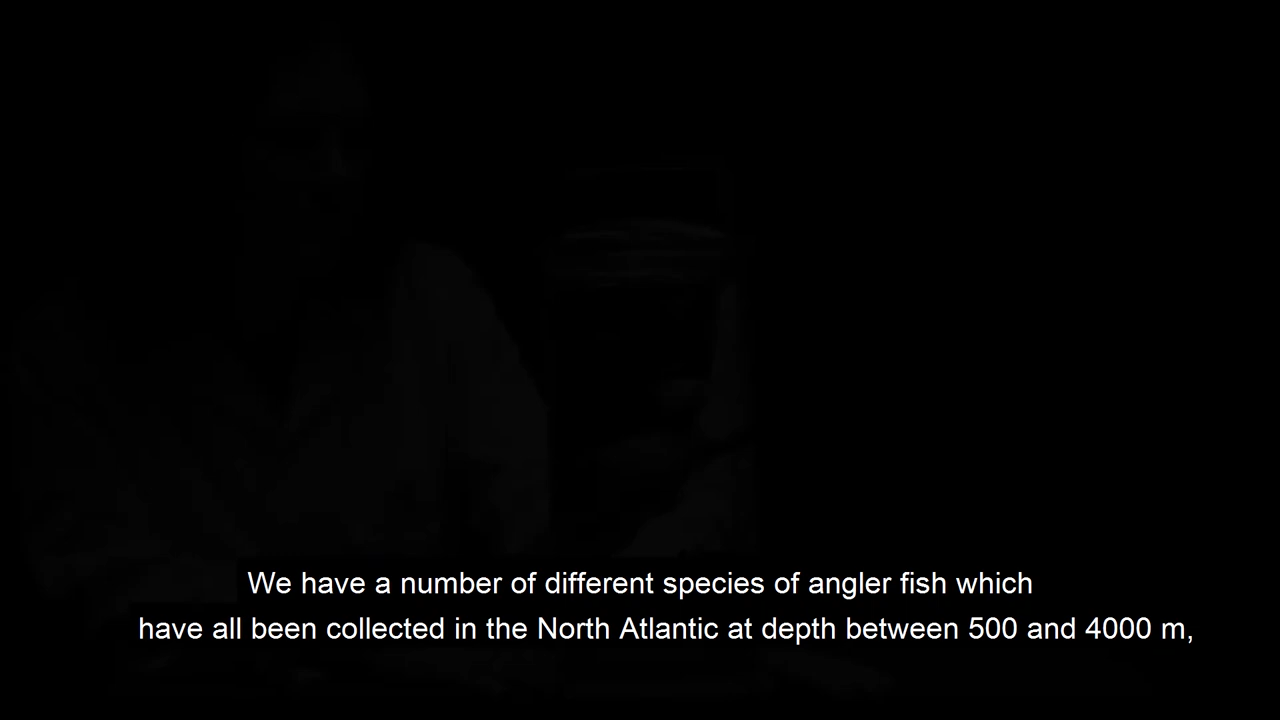 We have a number of different species of angler fish which
have all been collected in the North Atlantic at depth between 500 and 4000 m,